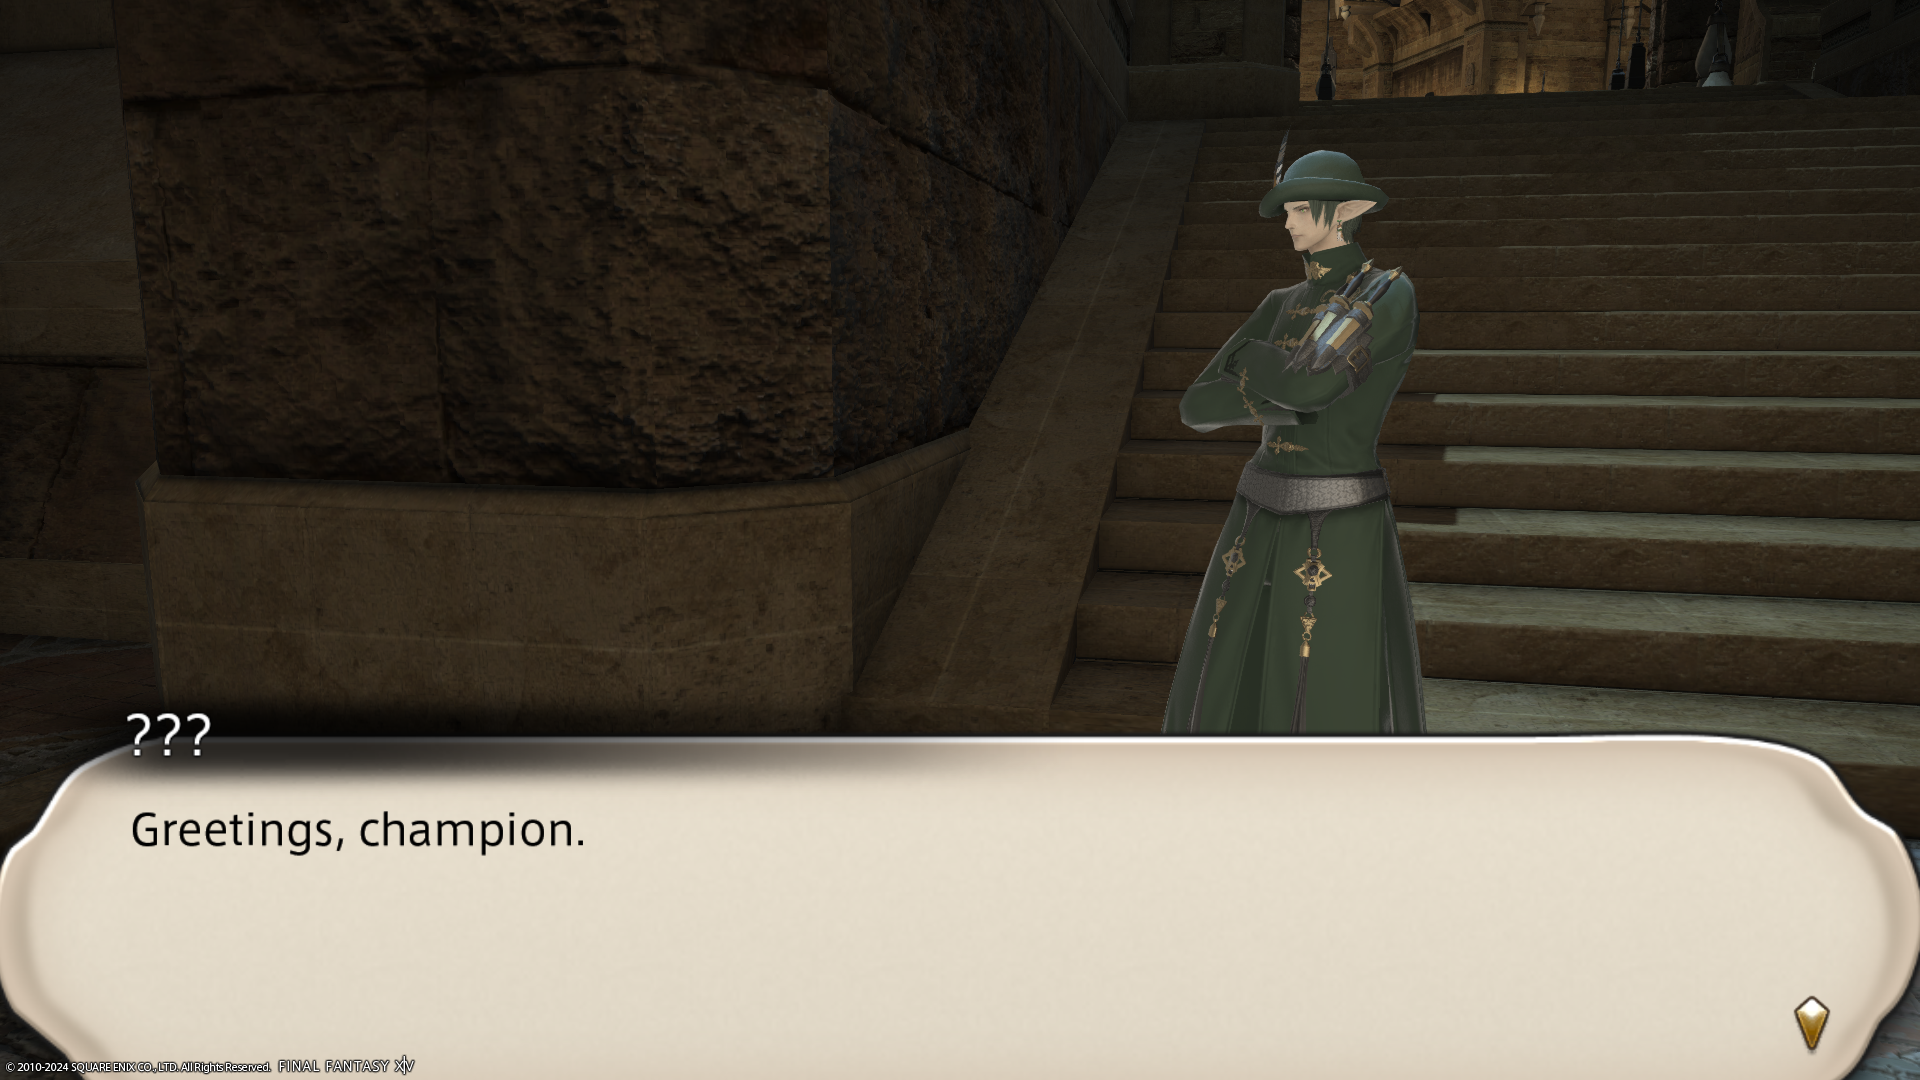 ???
Greetings, champion.
© 2010-2024 SQUARE ENIX CO., LTD. All Rights Reserved. FINAL FANTASY XIV